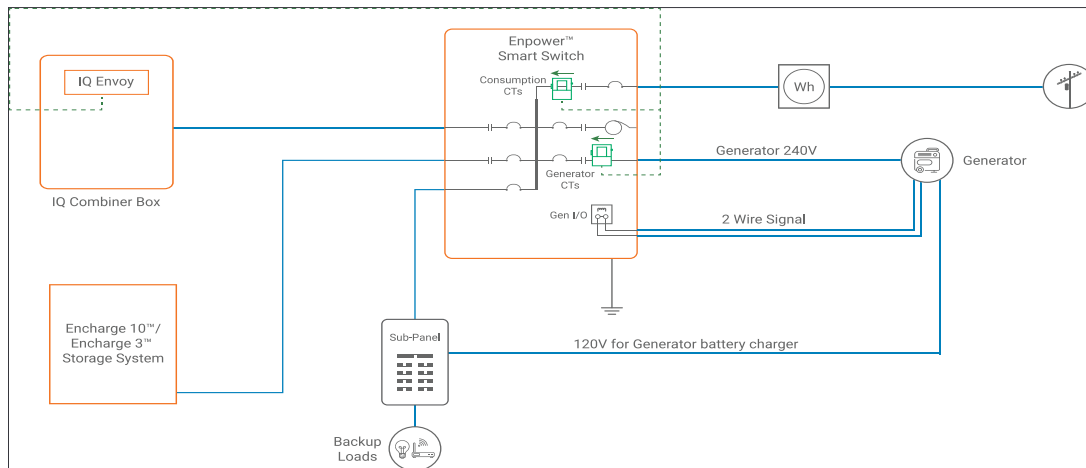 Enpower™
Smart Switch
IQ Envoy
Consumption
CTs
Wh
Generator 240V
Generator
Generator
CTs
IQ Combiner Box
Gen I/O
2 Wire Signal
Encharge 10™/
Encharge 3™
Storage System
Sub-Panel
120V for Generator battery charger
Backup
Loads